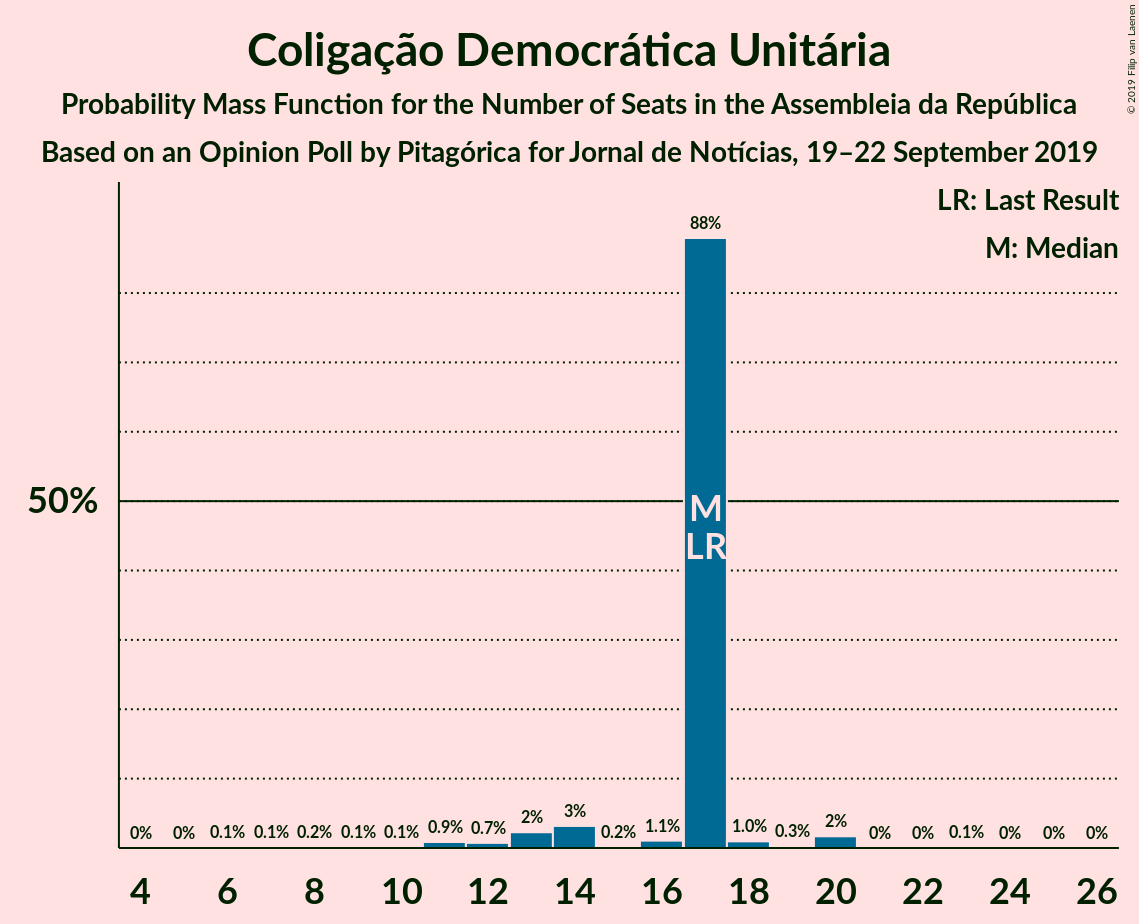 Coligação Democrática Unitária
Probability Mass Function for the Number of Seats in the Assembleia da República
Based on an Opinion Poll by Pitagórica for Jornal de Notícias, 19–22 September 2019
© 2019 Filip van Laenen
LR: Last Result
M: Median
50%
0% 0% 0.1% 0.1% 0.2% 0.1% 0.1% 0.9% 0.7% 2% 3% 0.2% 1.1% 88% 1.0% 0.3% 2% 0% 0% 0.1% 0% 0% 0%
M
LR
4 6 8 10 12 14 16 18 20 22 24 26